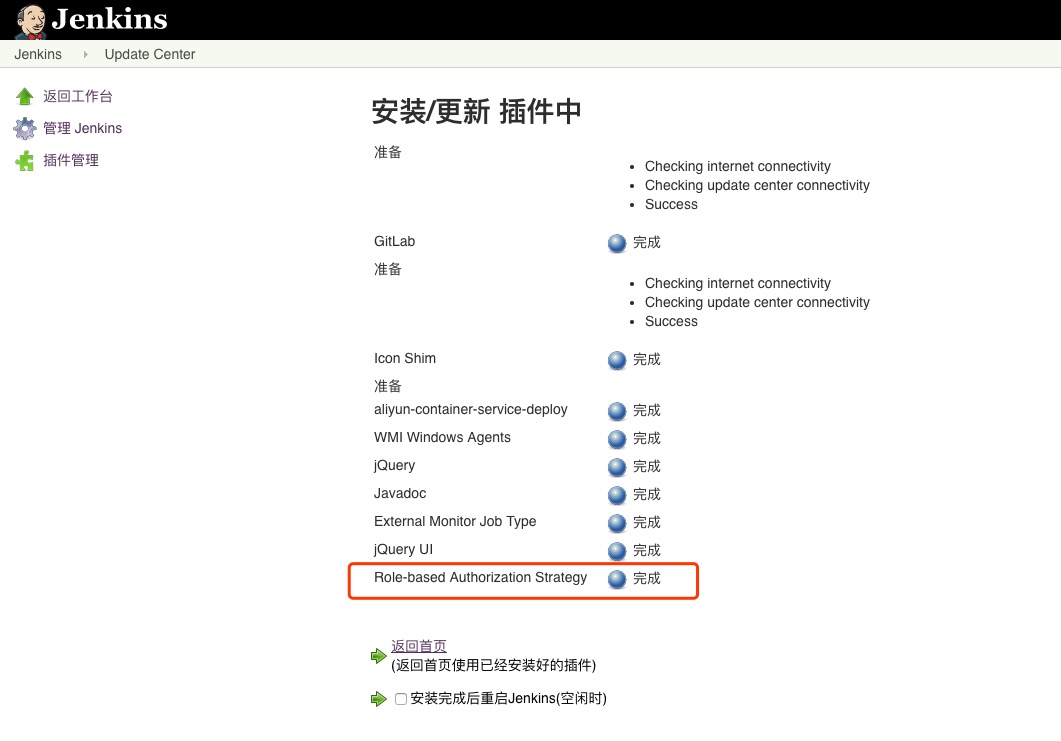 Jenkins
Jenkins Update Center
返回工作台
管理 Jenkins
插件管理
安装/更新 插件中
准备
Checking internet connectivity
Checking update center connectivity
Success
GitLab 完成
准备
Checking internet connectivity
Checking update center connectivity
Success
Icon Shim 完成
准备
aliyun-container-service-deploy 完成
WMI Windows Agents 完成
jQuery 完成
Javadoc 完成
External Monitor Job Type 完成
jQuery UI 完成
Role-based Authorization Strategy 完成
返回首页
(返回首页使用已经安装好的插件)
安装完成后重启Jenkins(空闲时)